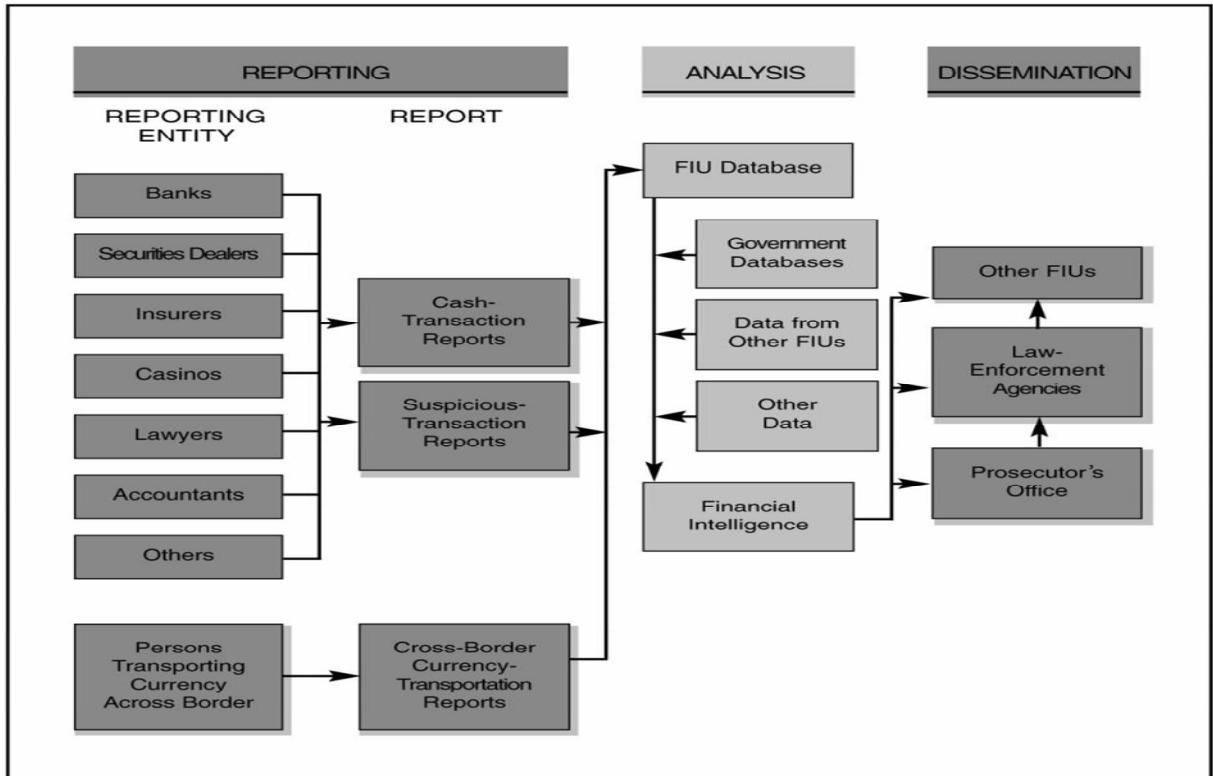 REPORTING
ANALYSIS
DISSEMINATION
REPORTING
ENTITY
REPORT
Banks
Securities Dealers
Insurers
Casinos
Lawyers
Accountants
Others
Persons
Transporting
Currency
Across Border
Cash-
Transaction
Reports
Suspicious-
Transaction
Reports
Cross-Border
Currency-
Transportation
Reports
FIU Database
Government
Databases
Data from
Other FIUs
Other
Data
Financial
Intelligence
Other FIUs
Law-
Enforcement
Agencies
Prosecutor's
Office